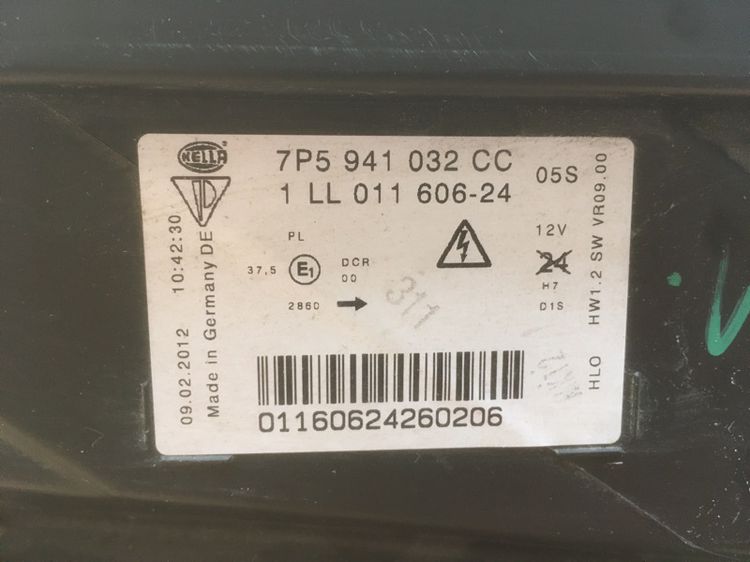 HELLA
7P5 941 032 CC
1 LL 011 606-24
05S
PL
37,5
E1
DCR
00
2860
12V
24
H7
D1S
311
09.02.2012 10:42:30
Made in Germany DE
HLO HW1.2 SW VR09.00
01160624260206